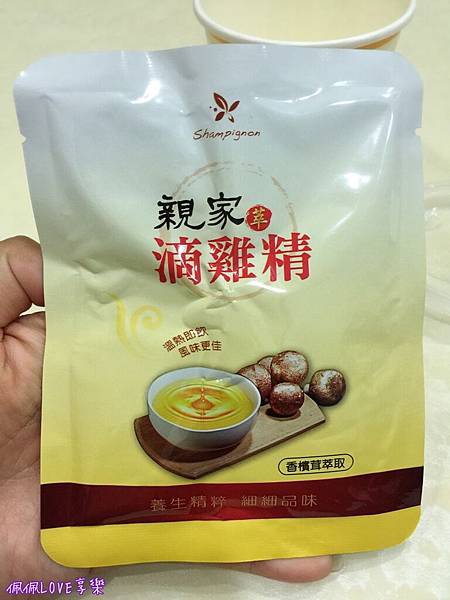 Shampignon
親家萃
滴雞精
溫熱即飲
風味更佳
香檳茸萃取
養生精粹 細細品味
佩佩LOVE享樂